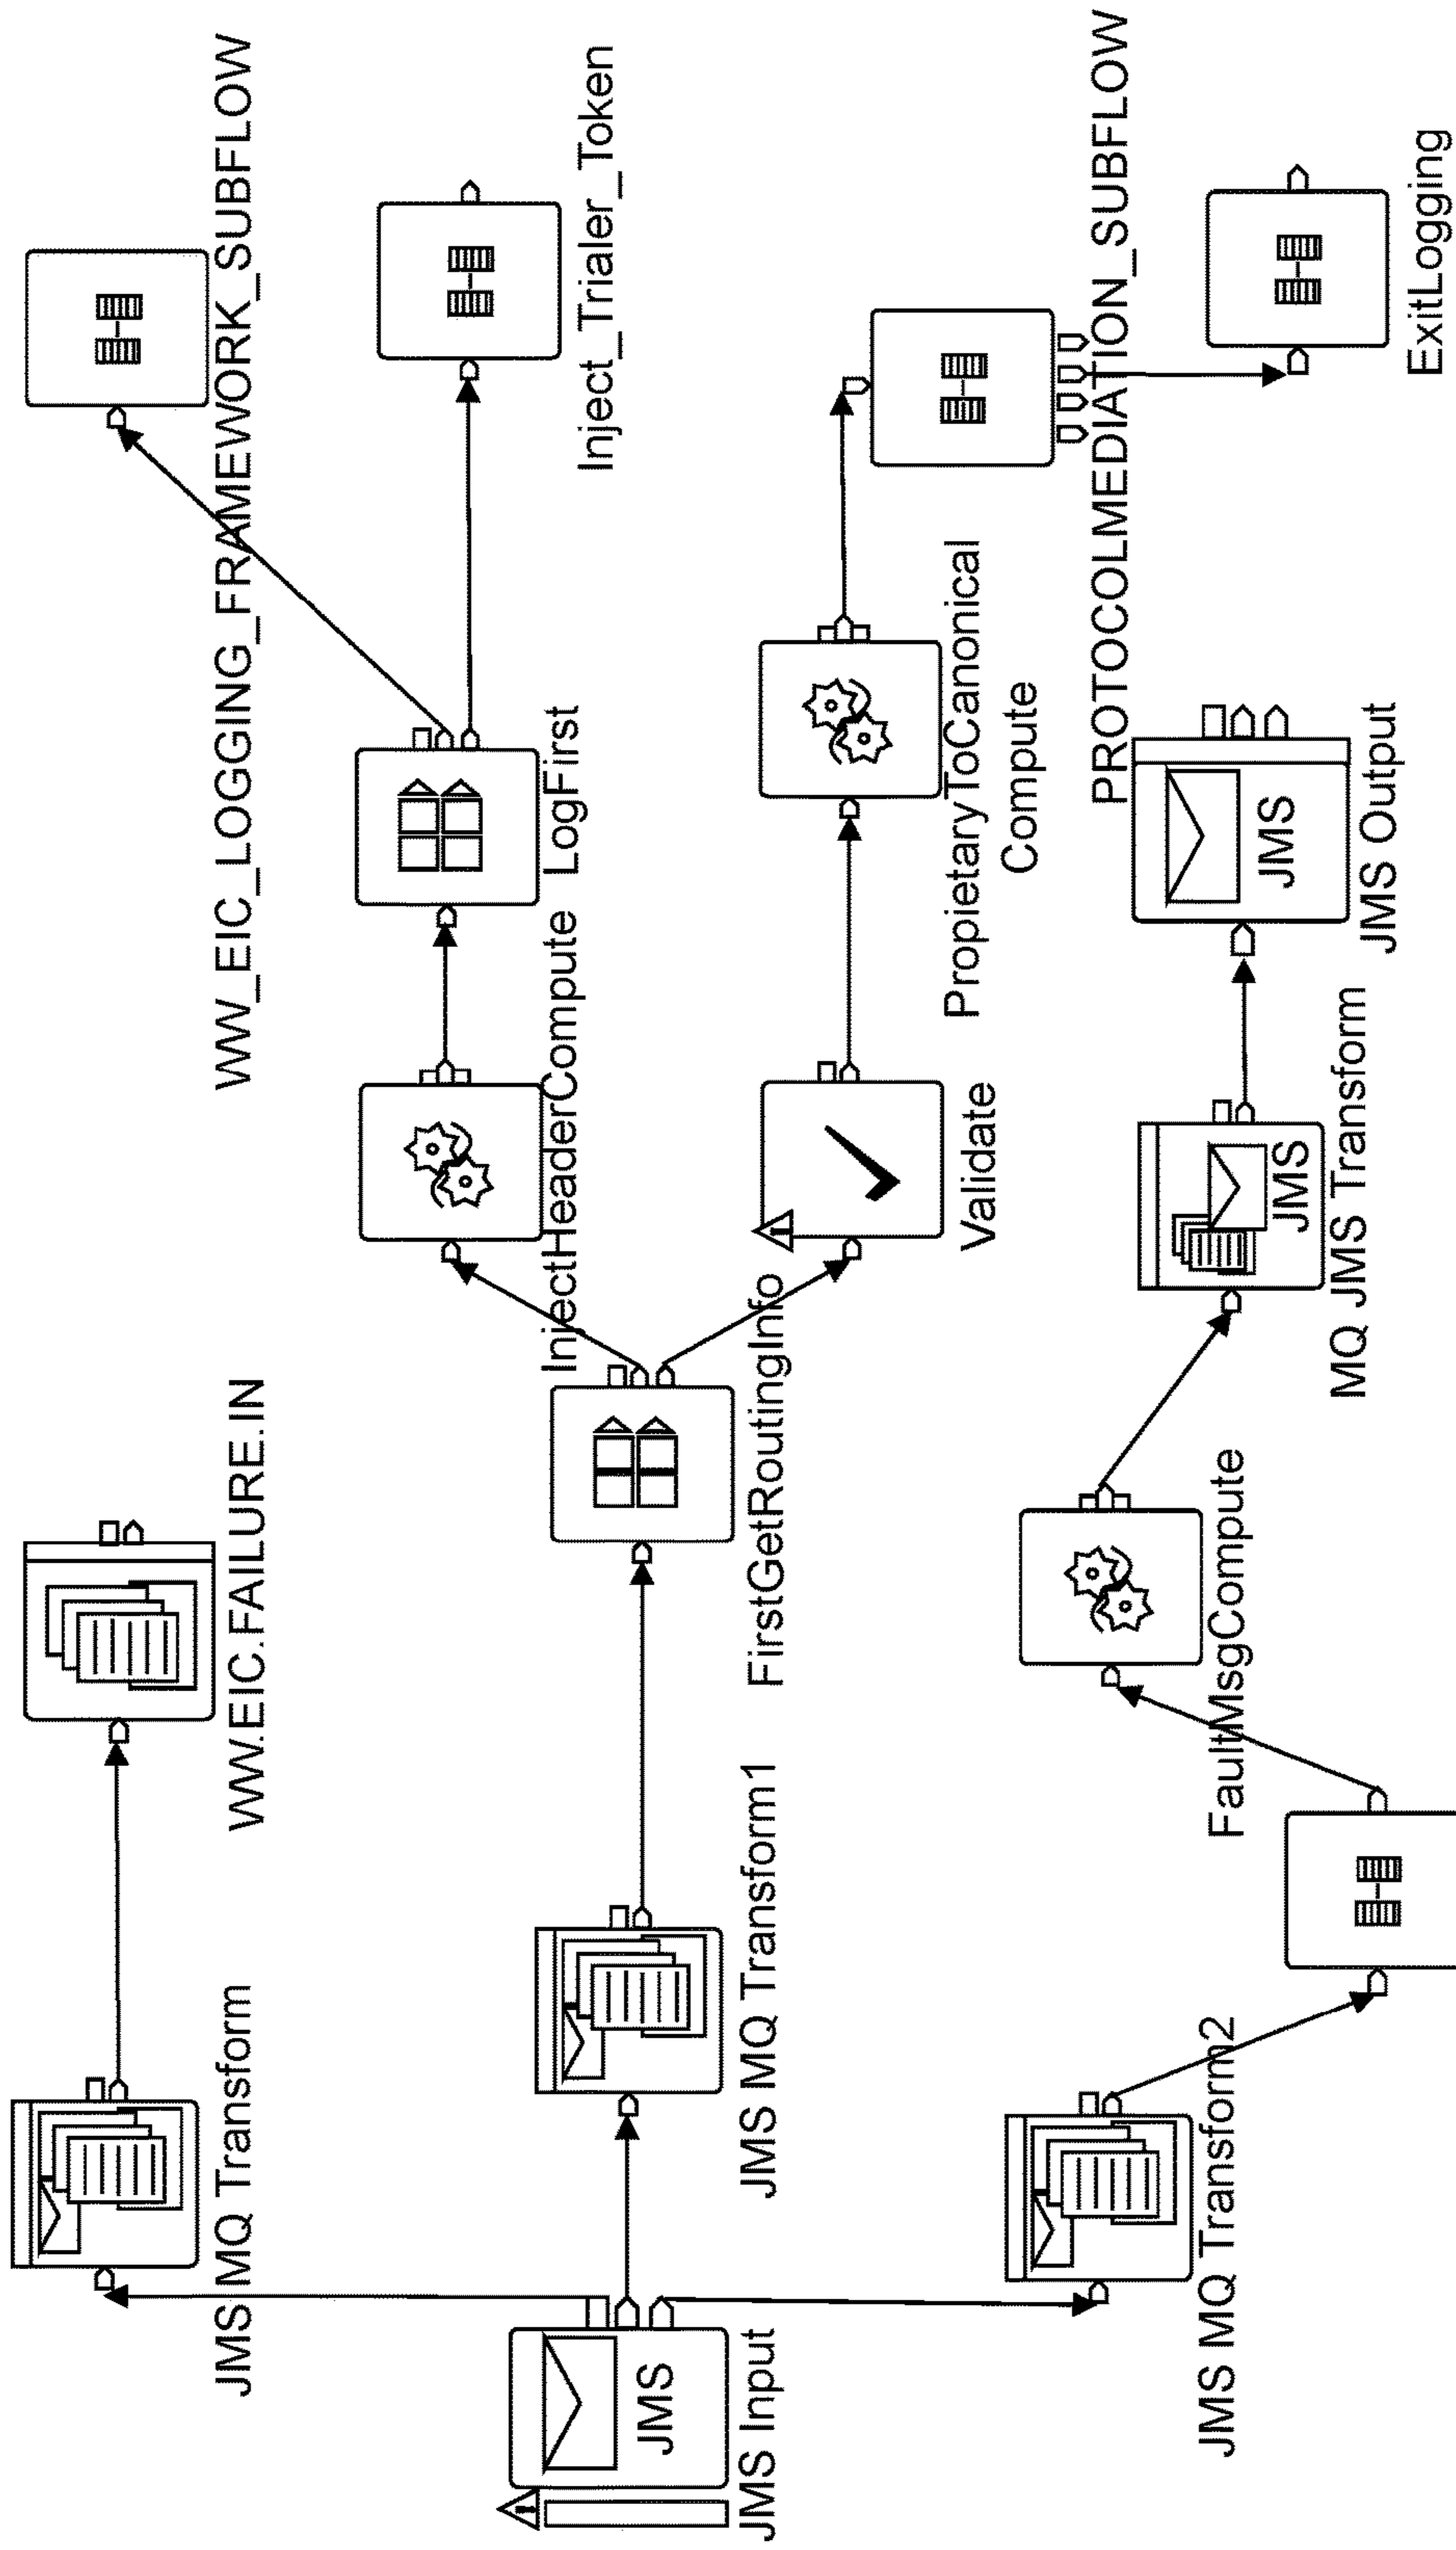 JMS MQ Transform
WW.EIC.FAILURE.IN
WW_EIC_LOGGING_FRAMEWORK_SUBFLOW
InjectHeaderCompute
LogFirst
Inject_Trialer_Token
JMS
JMS Input
JMS MQ Transform1
FirstGetRoutingInfo
Validate
PropietaryToCanonical
Compute
PROTOCOLMEDIATION_SUBFLOW
JMS MQ Transform2
FaultMsgCompute
JMS
MQ JMS Transform
JMS
JMS Output
ExitLogging